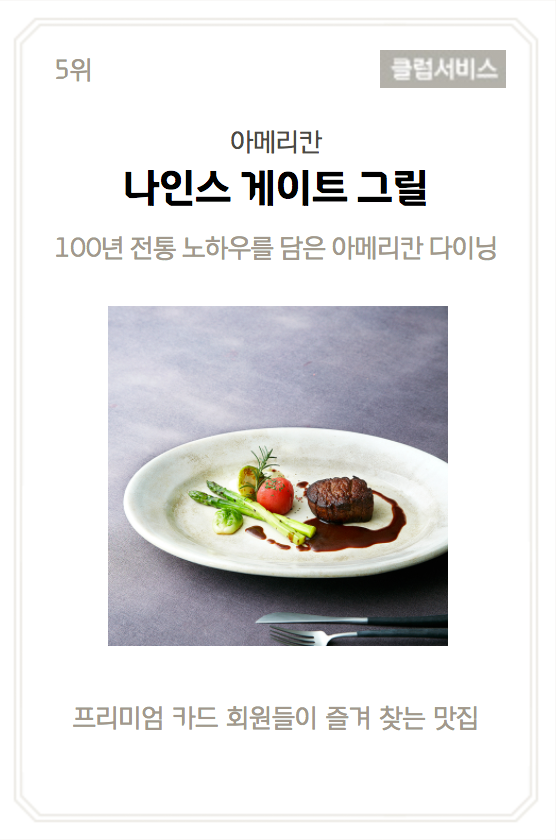 5위
클럽서비스
아메리칸
나인스 게이트 그릴
100년 전통 노하우를 담은 아메리칸 다이닝
프리미엄 카드 회원들이 즐겨 찾는 맛집